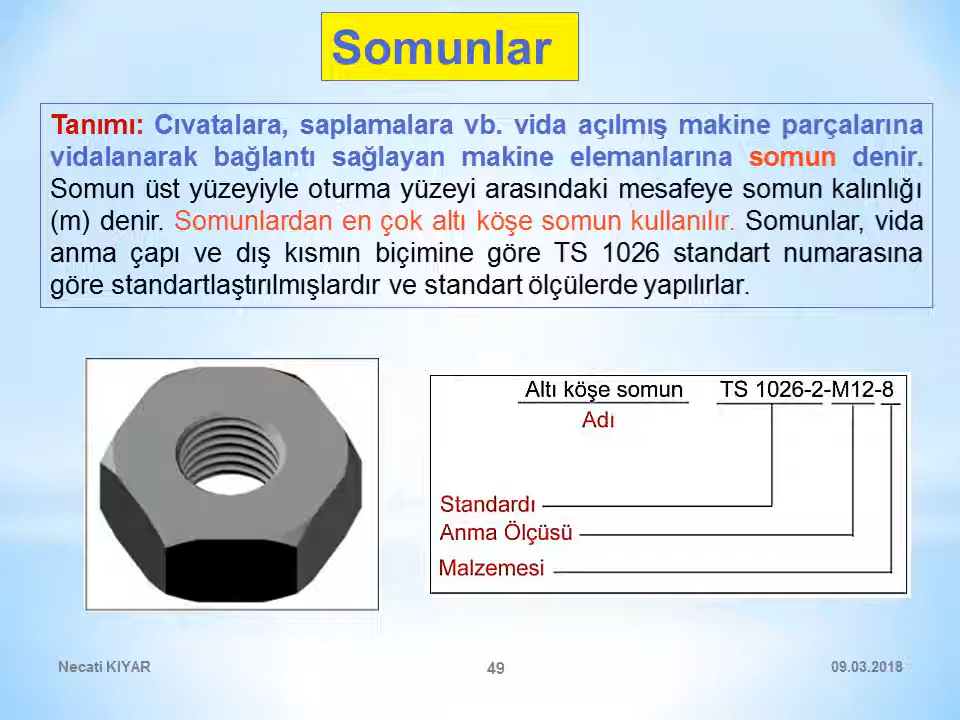 Somunlar
Tanımı: Cıvatalara, saplamalara vb. vida açılmış makine parçalarına
vidalanarak bağlantı sağlayan makine elemanlarına somun denir.
Somun üst yüzeyiyle oturma yüzeyi arasındaki mesafeye somun kalınlığı
(m) denir. Somunlardan en çok altı köşe somun kullanılır. Somunlar, vida
anma çapı ve dış kısmın biçimine göre TS 1026 standart numarasına
göre standartlaştırılmışlardır ve standart ölçülerde yapılırlar.
Altı köşe somun TS 1026-2-M12-8
Adı
Standardı
Anma Ölçüsü
Malzemesi
Necati KIYAR 49 09.03.2018